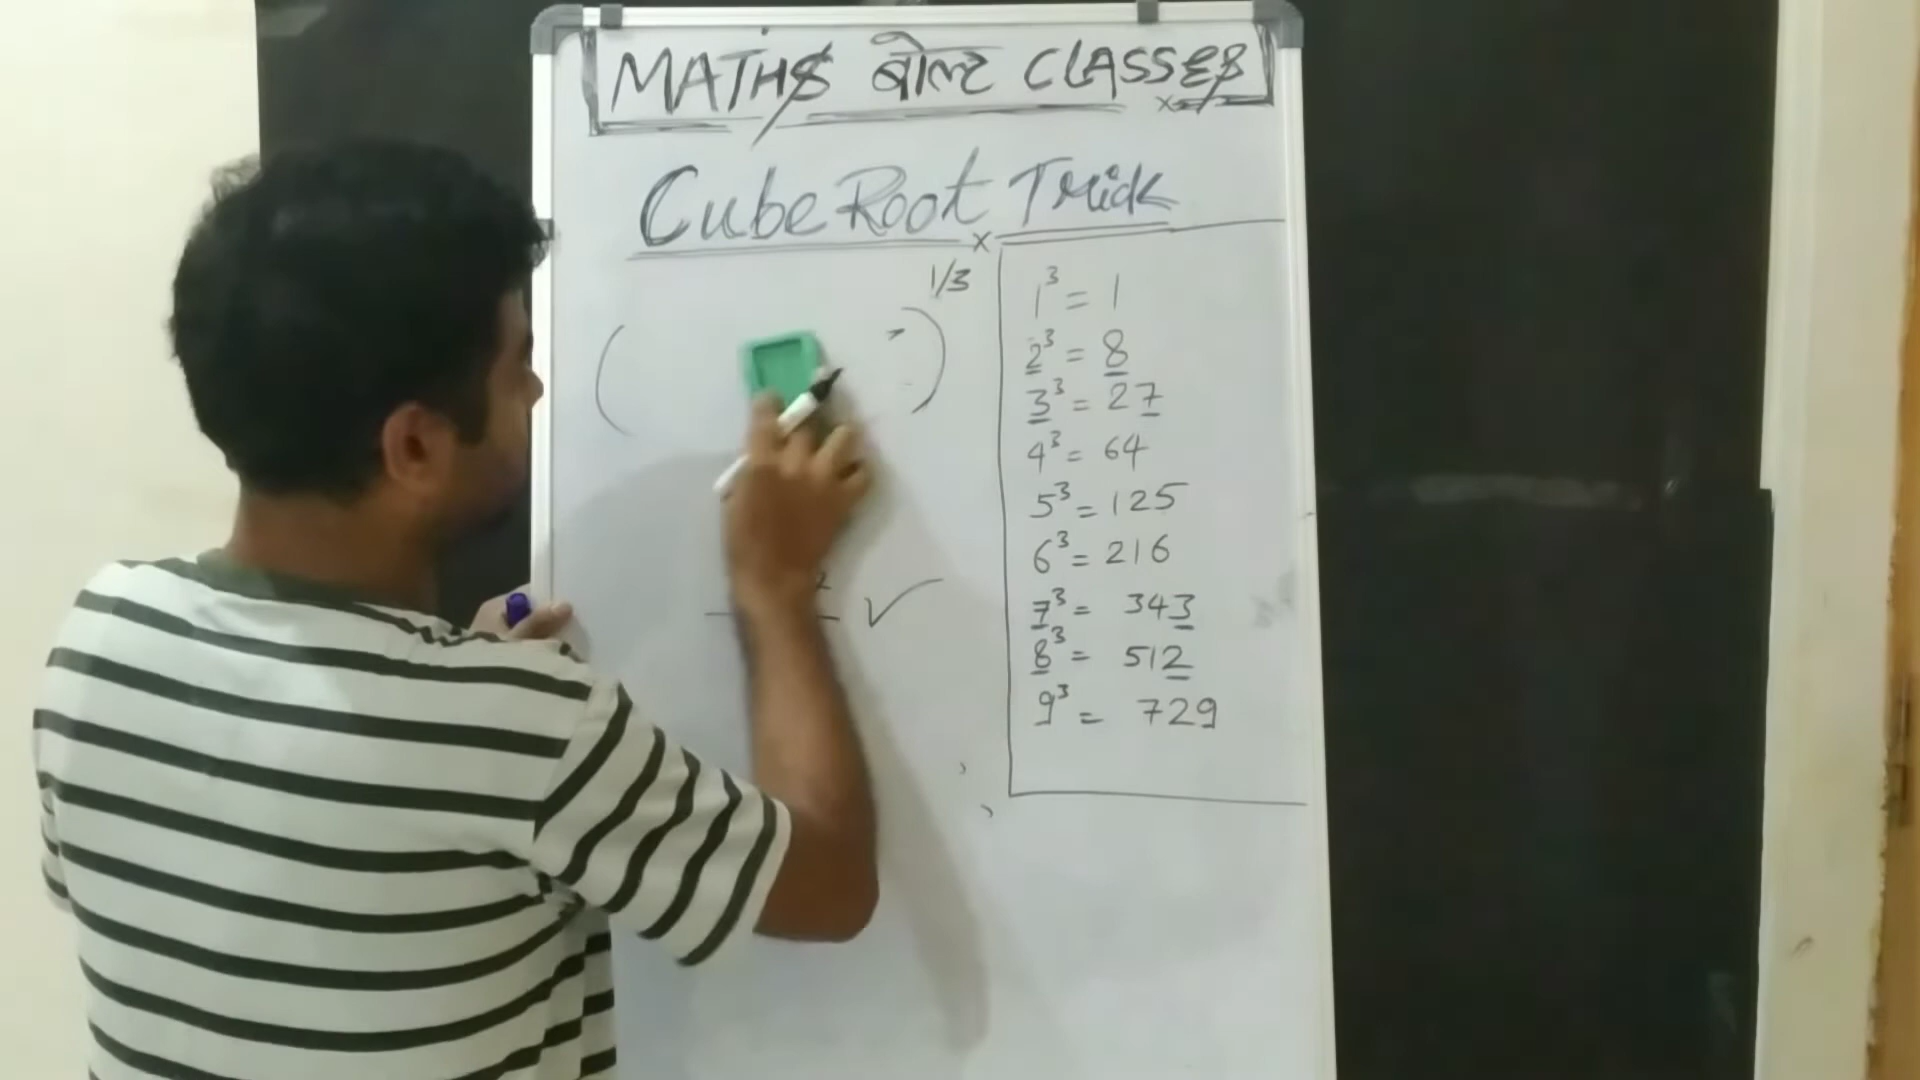 MATHS बोल्ट CLASSES
Cube Root Trick
( )^1/3
1³ = 1
2³ = 8
3³ = 27
4³ = 64
5³ = 125
6³ = 216
7³ = 343
8³ = 512
9³ = 729